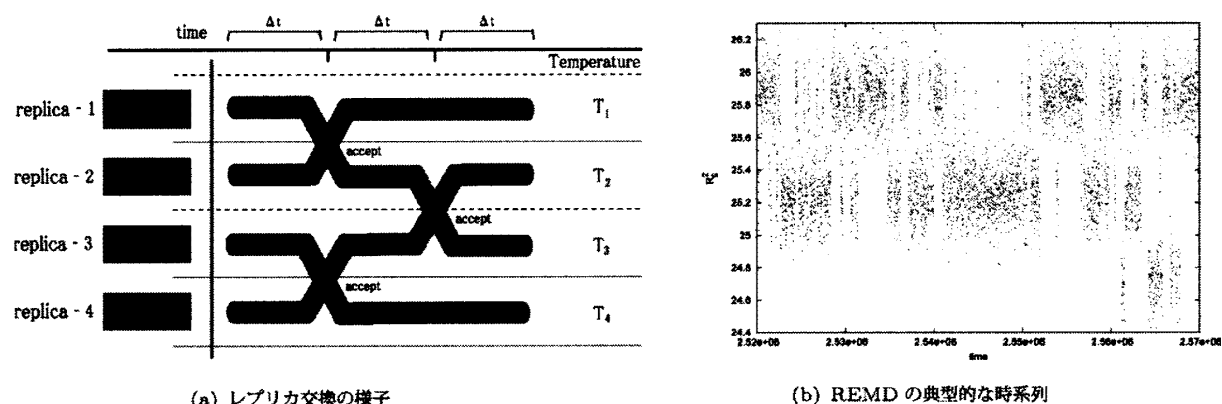 time Δt Δt Δt
Temperature
replica - 1 T₁
accept
replica - 2 T₂
accept
replica - 3 T₃
accept
replica - 4 T₄
(a) レプリカ交換の様子
26.2
26
25.8
25.6
25.4
25.2
25
24.8
24.6
24.4
2.52e+06 2.53e+06 2.54e+06 2.55e+06 2.56e+06 2.57e+06
time
(b) REMD の典型的な時系列